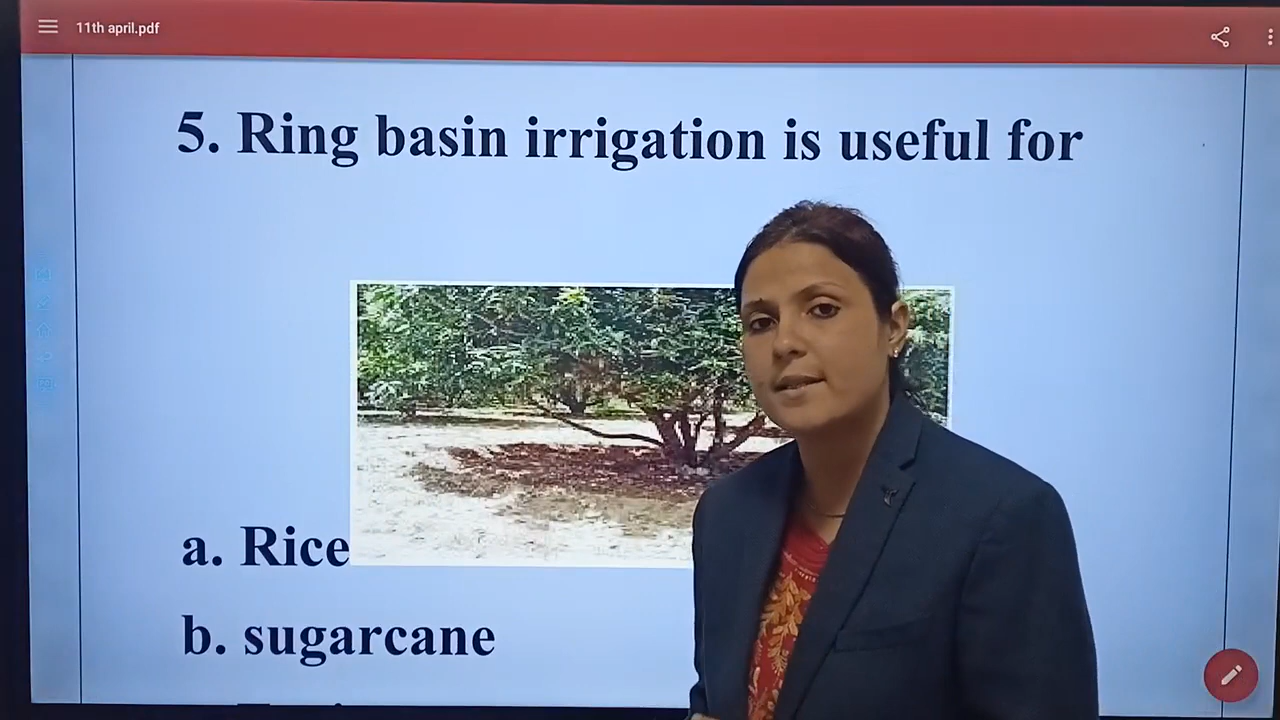 11th april.pdf
5. Ring basin irrigation is useful for
a. Rice
b. sugarcane